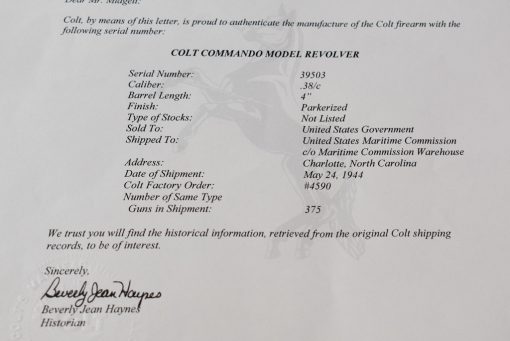 Dear Mr. Midgett:
Colt, by means of this letter, is proud to authenticate the manufacture of the Colt firearm with the
following serial number:
COLT COMMANDO MODEL REVOLVER
Serial Number: 39503
Caliber: .38/c
Barrel Length: 4"
Finish: Parkerized
Type of Stocks: Not Listed
Sold To: United States Government
Shipped To: United States Maritime Commission
c/o Maritime Commission Warehouse
Address: Charlotte, North Carolina
Date of Shipment: May 24, 1944
Colt Factory Order: #4590
Number of Same Type
Guns in Shipment: 375
We trust you will find the historical information, retrieved from the original Colt shipping
records, to be of interest.
Sincerely,
Beverly Jean Haynes
Beverly Jean Haynes
Historian